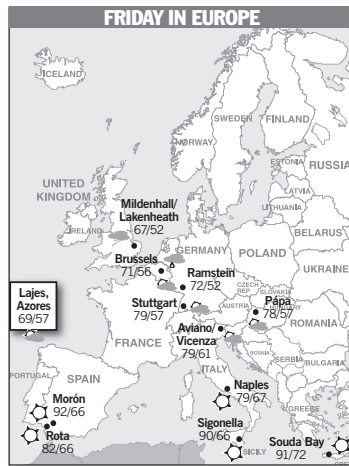 FRIDAY IN EUROPE
ICELAND
SWEDEN
FINLAND
NORWAY
ESTONIA
RUSSIA
LATVIA
LITHUANIA
UNITED
KINGDOM
Mildenhall/
Lakenheath
67/52
IRELAND
BELARUS
Brussels
71/56
GERMANY
POLAND
Ramstein
72/52
UKRAINE
CZECH
REP
SLOVAKIA
Lajes,
Azores
69/57
Stuttgart
79/57
AUSTRIA
Pápa
78/57
HUNGARY
ROMANIA
Aviano/
Vicenza
79/61
FRANCE
BOSNIA
SERBIA
BULGARIA
ITALY
PORTUGAL
SPAIN
Morón
92/66
Naples
79/67
GREECE
Rota
82/66
Sigonella
90/66
SICILY
Souda Bay
91/72